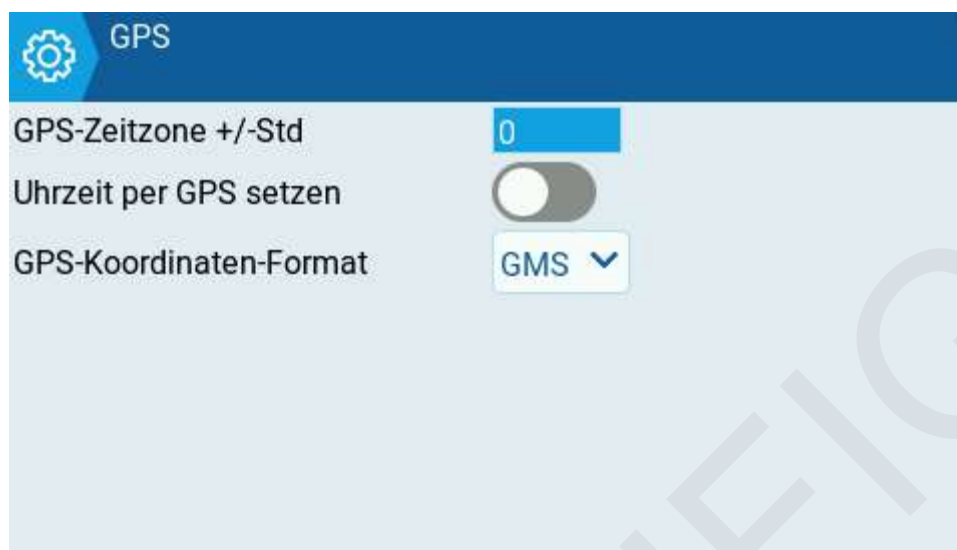 GPS
GPS-Zeitzone +/-Std 0
Uhrzeit per GPS setzen
GPS-Koordinaten-Format GMS